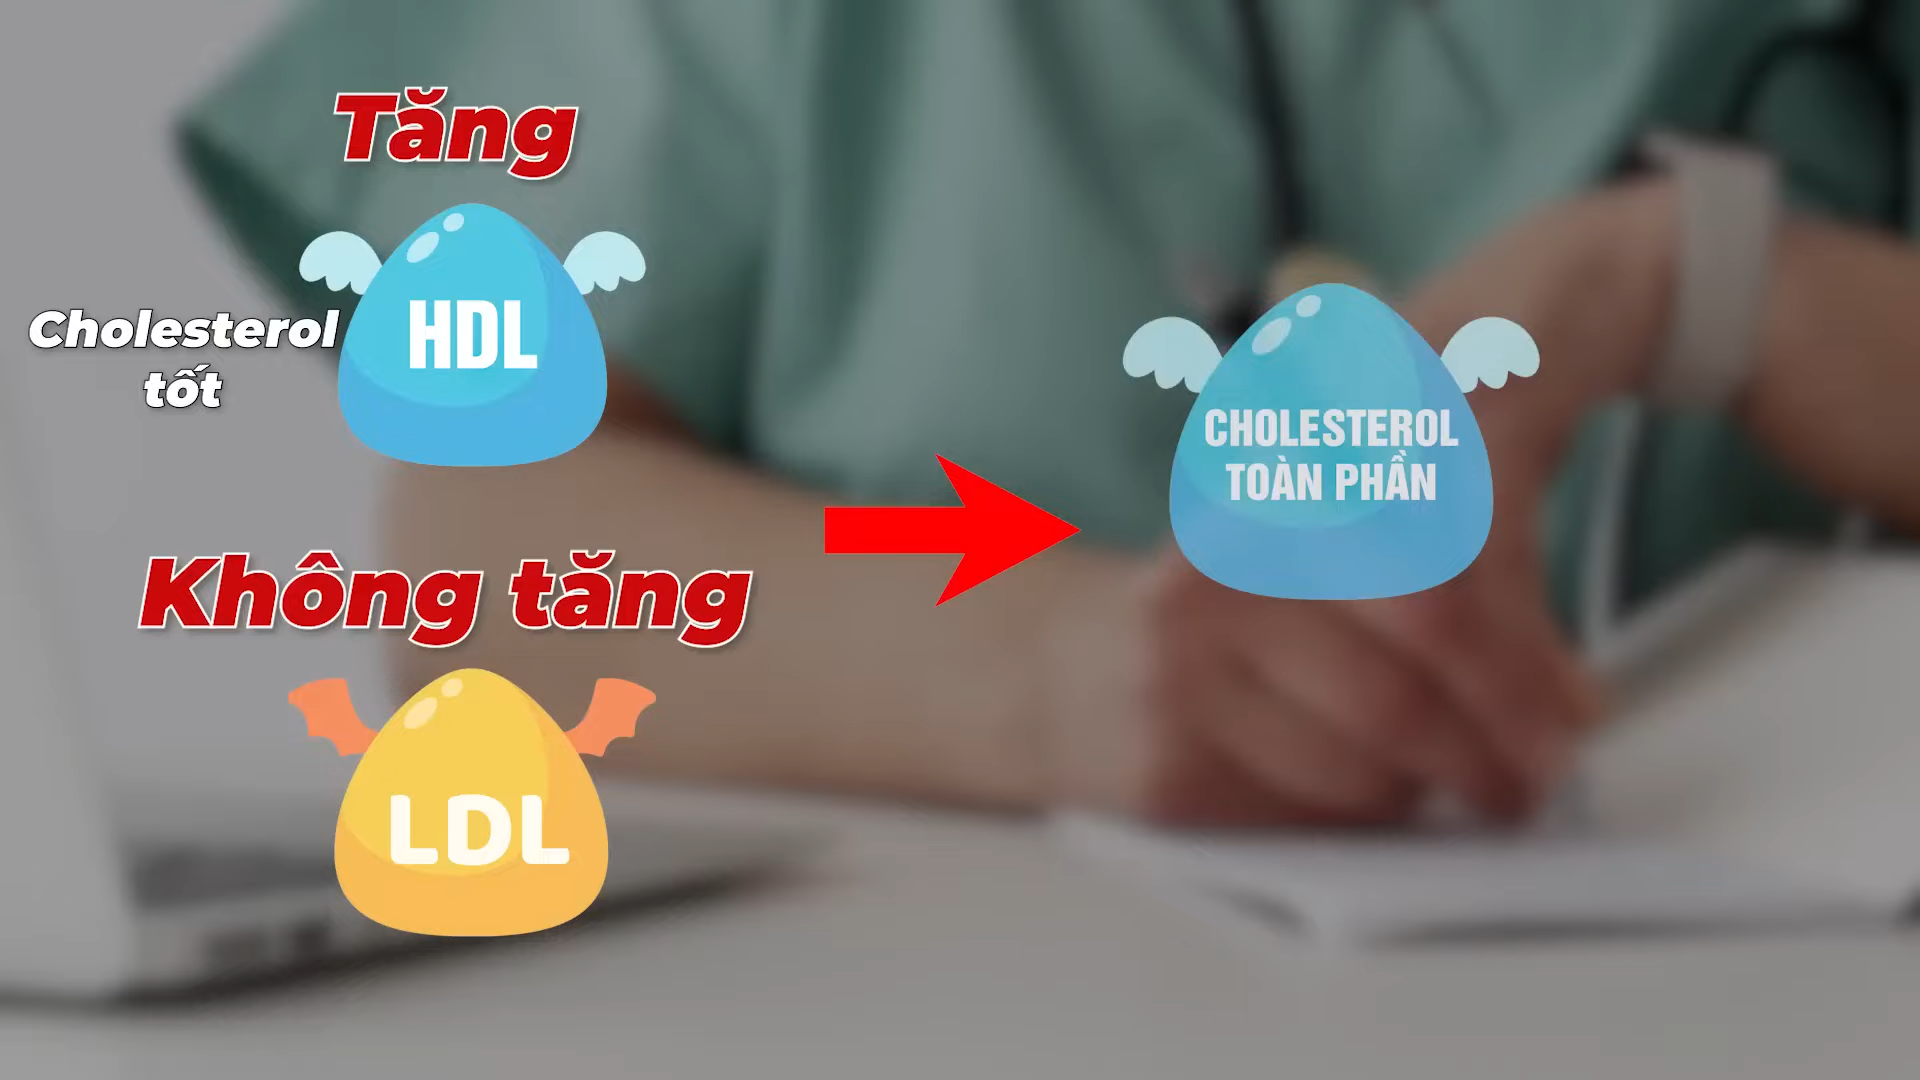 Tăng
HDL
Cholesterol
tốt
Không tăng
LDL
CHOLESTEROL
TOÀN PHẦN